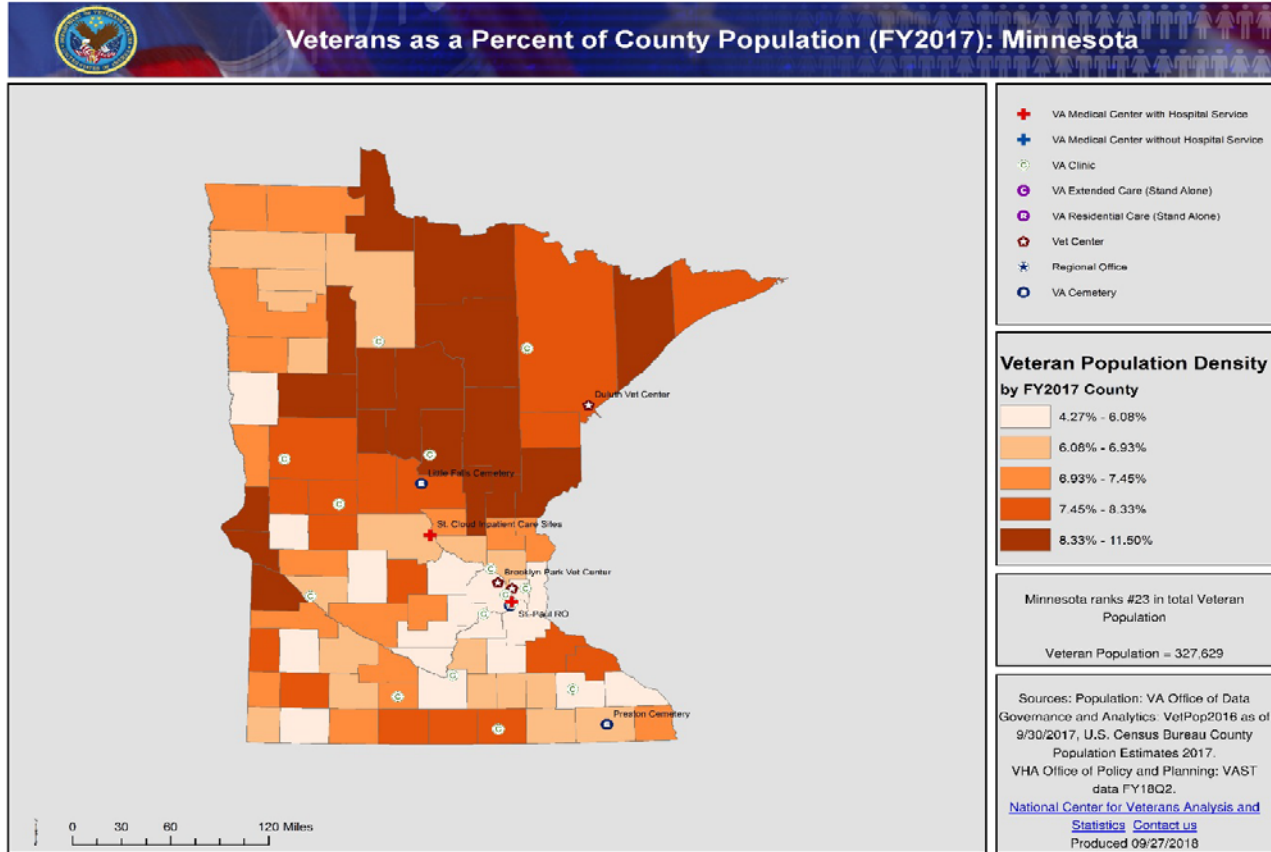 Veterans as a Percent of County Population (FY2017): Minnesota
VA Medical Center with Hospital Service
VA Medical Center without Hospital Service
VA Clinic
VA Extended Care (Stand Alone)
VA Residential Care (Stand Alone)
Vet Center
Regional Office
VA Cemetery
Duluth Vet Center
Little Falls Cemetery
St. Cloud Inpatient Care Sites
Brooklyn Park Vet Center
St. Paul RO
Preston Cemetery
0 30 60 120 Miles
Veteran Population Density
by FY2017 County
4.27% - 6.08%
6.08% - 6.93%
6.93% - 7.45%
7.45% - 8.33%
8.33% - 11.50%
Minnesota ranks #23 in total Veteran
Population
Veteran Population = 327,629
Sources: Population: VA Office of Data
Governance and Analytics: VetPop2016 as of
9/30/2017, U.S. Census Bureau County
Population Estimates 2017.
VHA Office of Policy and Planning: VAST
data FY18Q2.
National Center for Veterans Analysis and
Statistics Contact us
Produced 09/27/2018